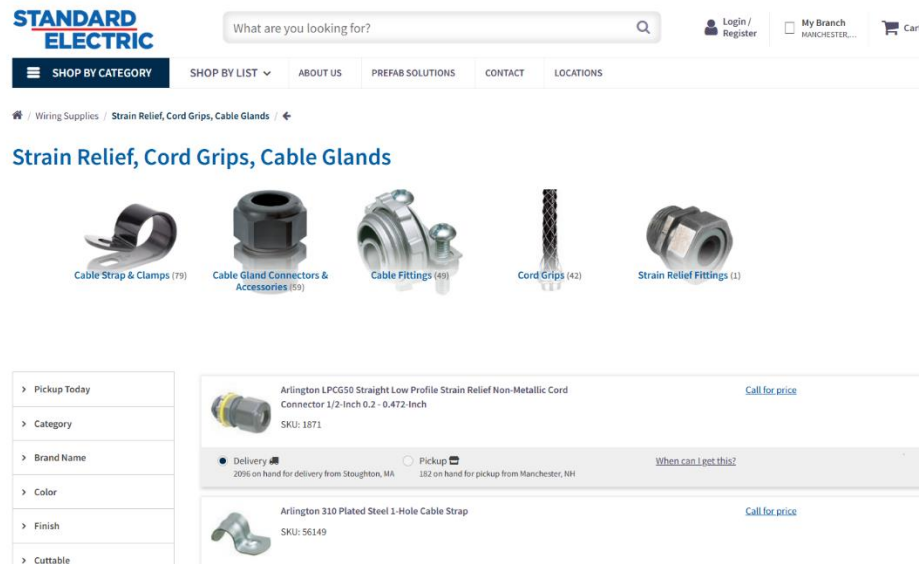 STANDARD
ELECTRIC
What are you looking for?
Login /
Register
My Branch
MANCHESTER,...
Cart
SHOP BY CATEGORY
SHOP BY LIST
ABOUT US
PREFAB SOLUTIONS
CONTACT
LOCATIONS
/ Wiring Supplies / Strain Relief, Cord Grips, Cable Glands /
Strain Relief, Cord Grips, Cable Glands
Cable Strap & Clamps (79)
Cable Gland Connectors &
Accessories (59)
Cable Fittings (49)
Cord Grips (42)
Strain Relief Fittings (1)
Pickup Today
Category
Brand Name
Color
Finish
Cuttable
Arlington LPCG50 Straight Low Profile Strain Relief Non-Metallic Cord
Connector 1/2-Inch 0.2 - 0.472-Inch
SKU: 1871
Call for price
Delivery
2096 on hand for delivery from Stoughton, MA
Pickup
182 on hand for pickup from Manchester, NH
When can I get this?
Arlington 310 Plated Steel 1-Hole Cable Strap
SKU: 56149
Call for price